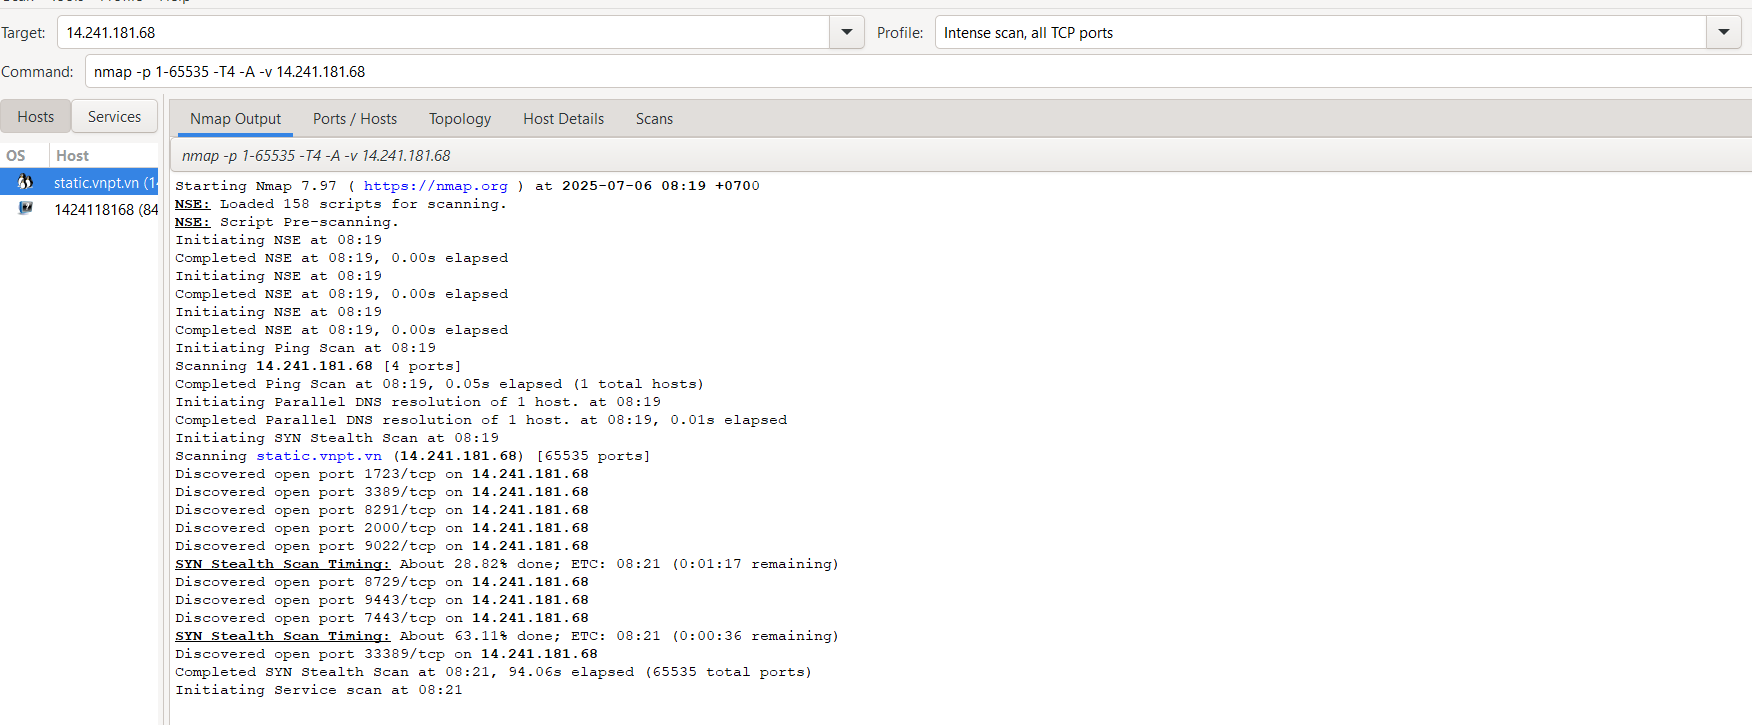 Target: 14.241.181.68 Profile: Intense scan, all TCP ports
Command: nmap -p 1-65535 -T4 -A -v 14.241.181.68
Hosts Services
Nmap Output Ports / Hosts Topology Host Details Scans
OS Host
nmap -p 1-65535 -T4 -A -v 14.241.181.68
static.vnpt.vn (14
1424118168 (84
Starting Nmap 7.97 ( https://nmap.org ) at 2025-07-06 08:19 +0700
NSE: Loaded 158 scripts for scanning.
NSE: Script Pre-scanning.
Initiating NSE at 08:19
Completed NSE at 08:19, 0.00s elapsed
Initiating NSE at 08:19
Completed NSE at 08:19, 0.00s elapsed
Initiating NSE at 08:19
Completed NSE at 08:19, 0.00s elapsed
Initiating Ping Scan at 08:19
Scanning 14.241.181.68 [4 ports]
Completed Ping Scan at 08:19, 0.05s elapsed (1 total hosts)
Initiating Parallel DNS resolution of 1 host. at 08:19
Completed Parallel DNS resolution of 1 host. at 08:19, 0.01s elapsed
Initiating SYN Stealth Scan at 08:19
Scanning static.vnpt.vn (14.241.181.68) [65535 ports]
Discovered open port 1723/tcp on 14.241.181.68
Discovered open port 3389/tcp on 14.241.181.68
Discovered open port 8291/tcp on 14.241.181.68
Discovered open port 2000/tcp on 14.241.181.68
Discovered open port 9022/tcp on 14.241.181.68
SYN Stealth Scan Timing: About 28.82% done; ETC: 08:21 (0:01:17 remaining)
Discovered open port 8729/tcp on 14.241.181.68
Discovered open port 9443/tcp on 14.241.181.68
Discovered open port 7443/tcp on 14.241.181.68
SYN Stealth Scan Timing: About 63.11% done; ETC: 08:21 (0:00:36 remaining)
Discovered open port 33389/tcp on 14.241.181.68
Completed SYN Stealth Scan at 08:21, 94.06s elapsed (65535 total ports)
Initiating Service scan at 08:21